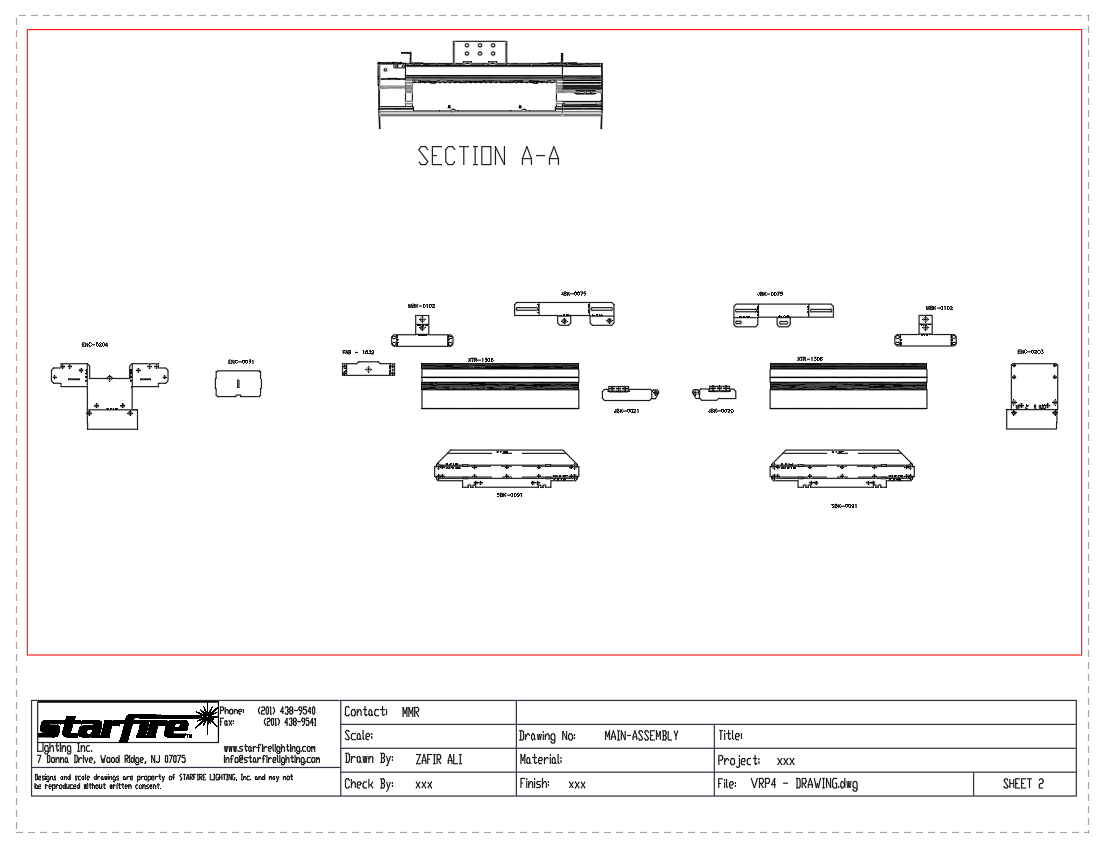 SECTION A-A
JBK-0075
JBK-0075
MBK-0102
MBK-0102
ENC-0204
FAB - 1632
ENC-0203
ENC-0031
XTR-1306
XTR-1306
JBK-0021
JBK-0020
SBK-0091
SBK-0091
starfire TM
Lighting Inc.
7 Donna Drive, Wood Ridge, NJ 07075
Phone: (201) 438-9540
Fax: (201) 438-9541
www.starfirelighting.com
info@starfirelighting.com
Designs and scale drawings are property of STARFIRE LIGHTING, Inc. and may not
be reproduced without written consent.
Contact: MMR
Scale: Drawing No: MAIN-ASSEMBLY Title:
Drawn By: ZAFIR ALI Material: Project: xxx
Check By: xxx Finish: xxx File: VRP4 - DRAWING.dwg SHEET 2